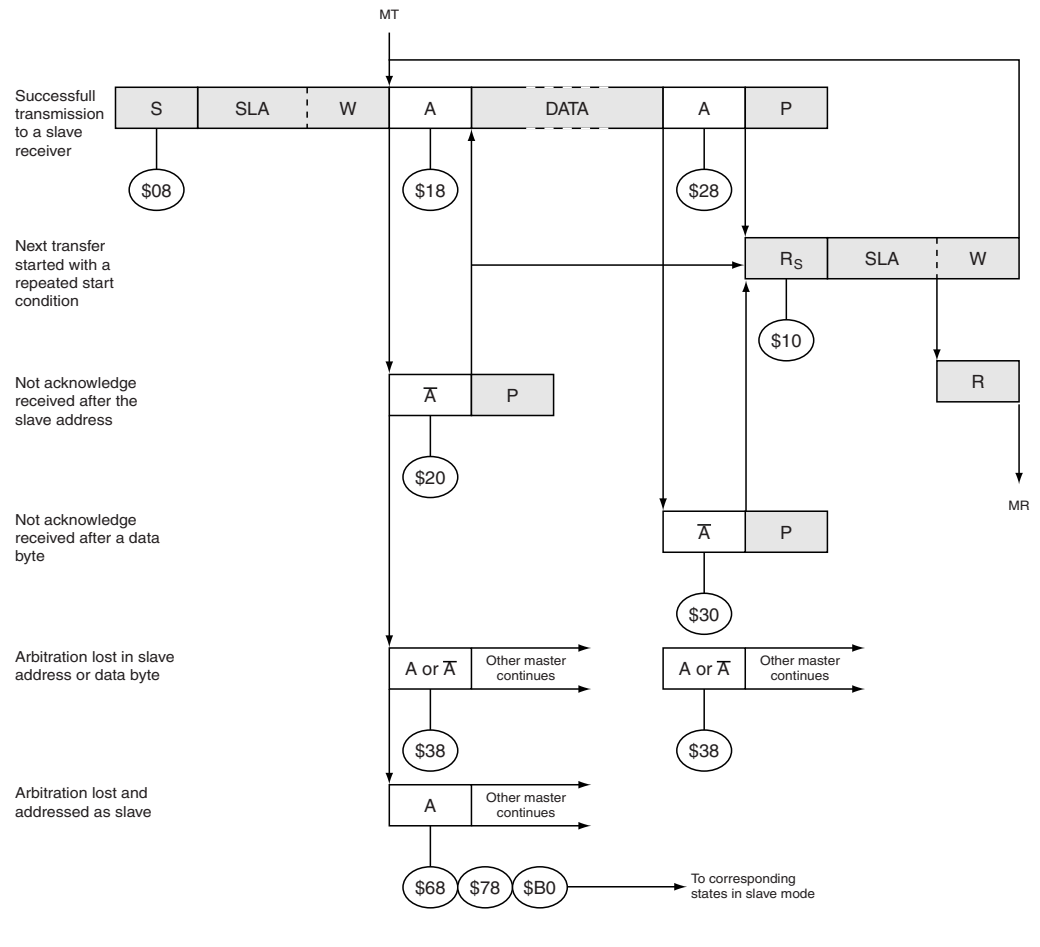 MT
Successfull
transmission
to a slave
receiver
S SLA W A DATA A P
$08 $18 $28
Next transfer
started with a
repeated start
condition
RS SLA W
$10
Not acknowledge
received after the
slave address
A̅ P
R
$20
MR
Not acknowledge
received after a data
byte
A̅ P
$30
Arbitration lost in slave
address or data byte
A or A̅ Other master
continues
A or A̅ Other master
continues
$38 $38
Arbitration lost and
addressed as slave
A Other master
continues
$68 $78 $B0
To corresponding
states in slave mode